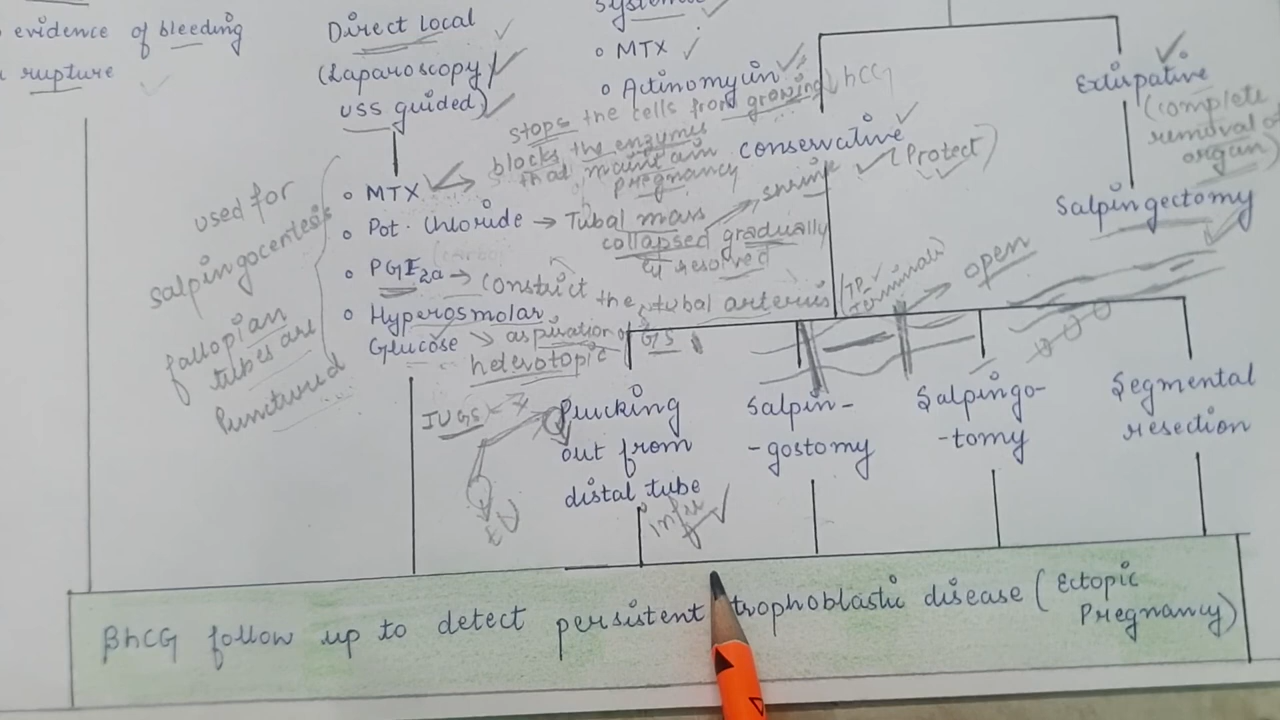 evidence of bleeding
rupture
Direct Local
(Laparoscopy/
USS guided)
MTX
Actinomycin
hCG
Extirpative
(complete
removal of
organ)
Salpingectomy
stops the cells from growing
blocks the enzymes
that maintain
pregnancy
conservative
(Protect)
used for
salpingocentesis
fallopian
tubes are
punctured
MTX
Pot. Chloride → Tubal mass
collapsed gradually
shrink
resolved
PGF2α → constrict the tubal arteries
Hyperosmolar
Glucose → aspiration of GS
heterotopic
IUGS
open
Plucking
out from
distal tube
Salpin-
-gostomy
Salpingo-
-tomy
Segmental
resection
βhCG follow up to detect persistent trophoblastic disease (Ectopic
Pregnancy)